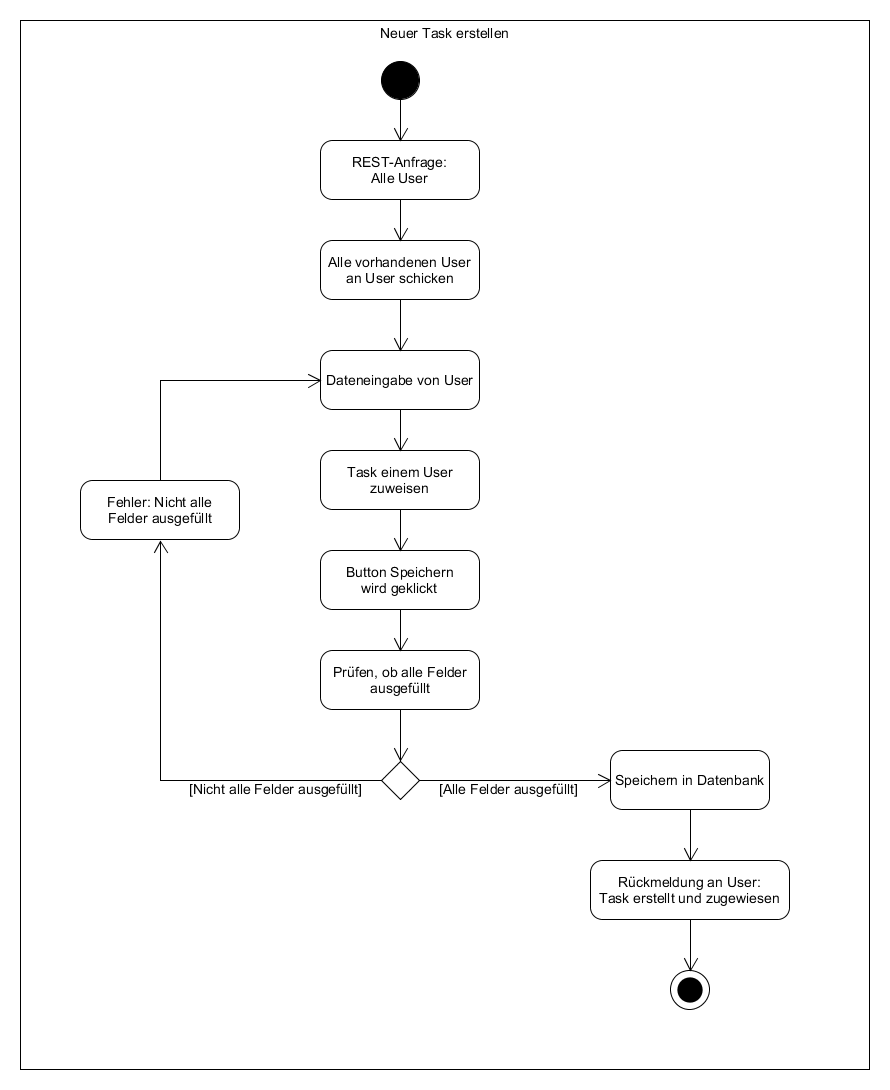 Neuer Task erstellen
REST-Anfrage:
Alle User
Alle vorhandenen User
an User schicken
Dateneingabe von User
Task einem User
zuweisen
Fehler: Nicht alle
Felder ausgefüllt
Button Speichern
wird geklickt
Prüfen, ob alle Felder
ausgefüllt
[Nicht alle Felder ausgefüllt]
[Alle Felder ausgefüllt]
Speichern in Datenbank
Rückmeldung an User:
Task erstellt und zugewiesen